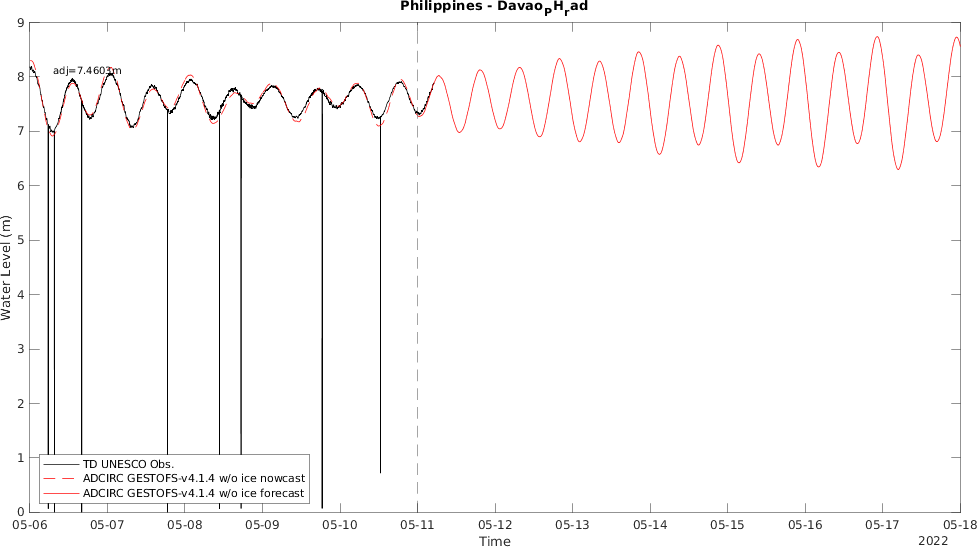 Philippines - Davao_PH_rad
9
8
7
6
5
4
3
2
1
0
Water Level (m)
adj=7.4603m
TD UNESCO Obs.
ADCIRC GESTOFS-v4.1.4 w/o ice nowcast
ADCIRC GESTOFS-v4.1.4 w/o ice forecast
05-06 05-07 05-08 05-09 05-10 05-11 05-12 05-13 05-14 05-15 05-16 05-17 05-18
Time
2022